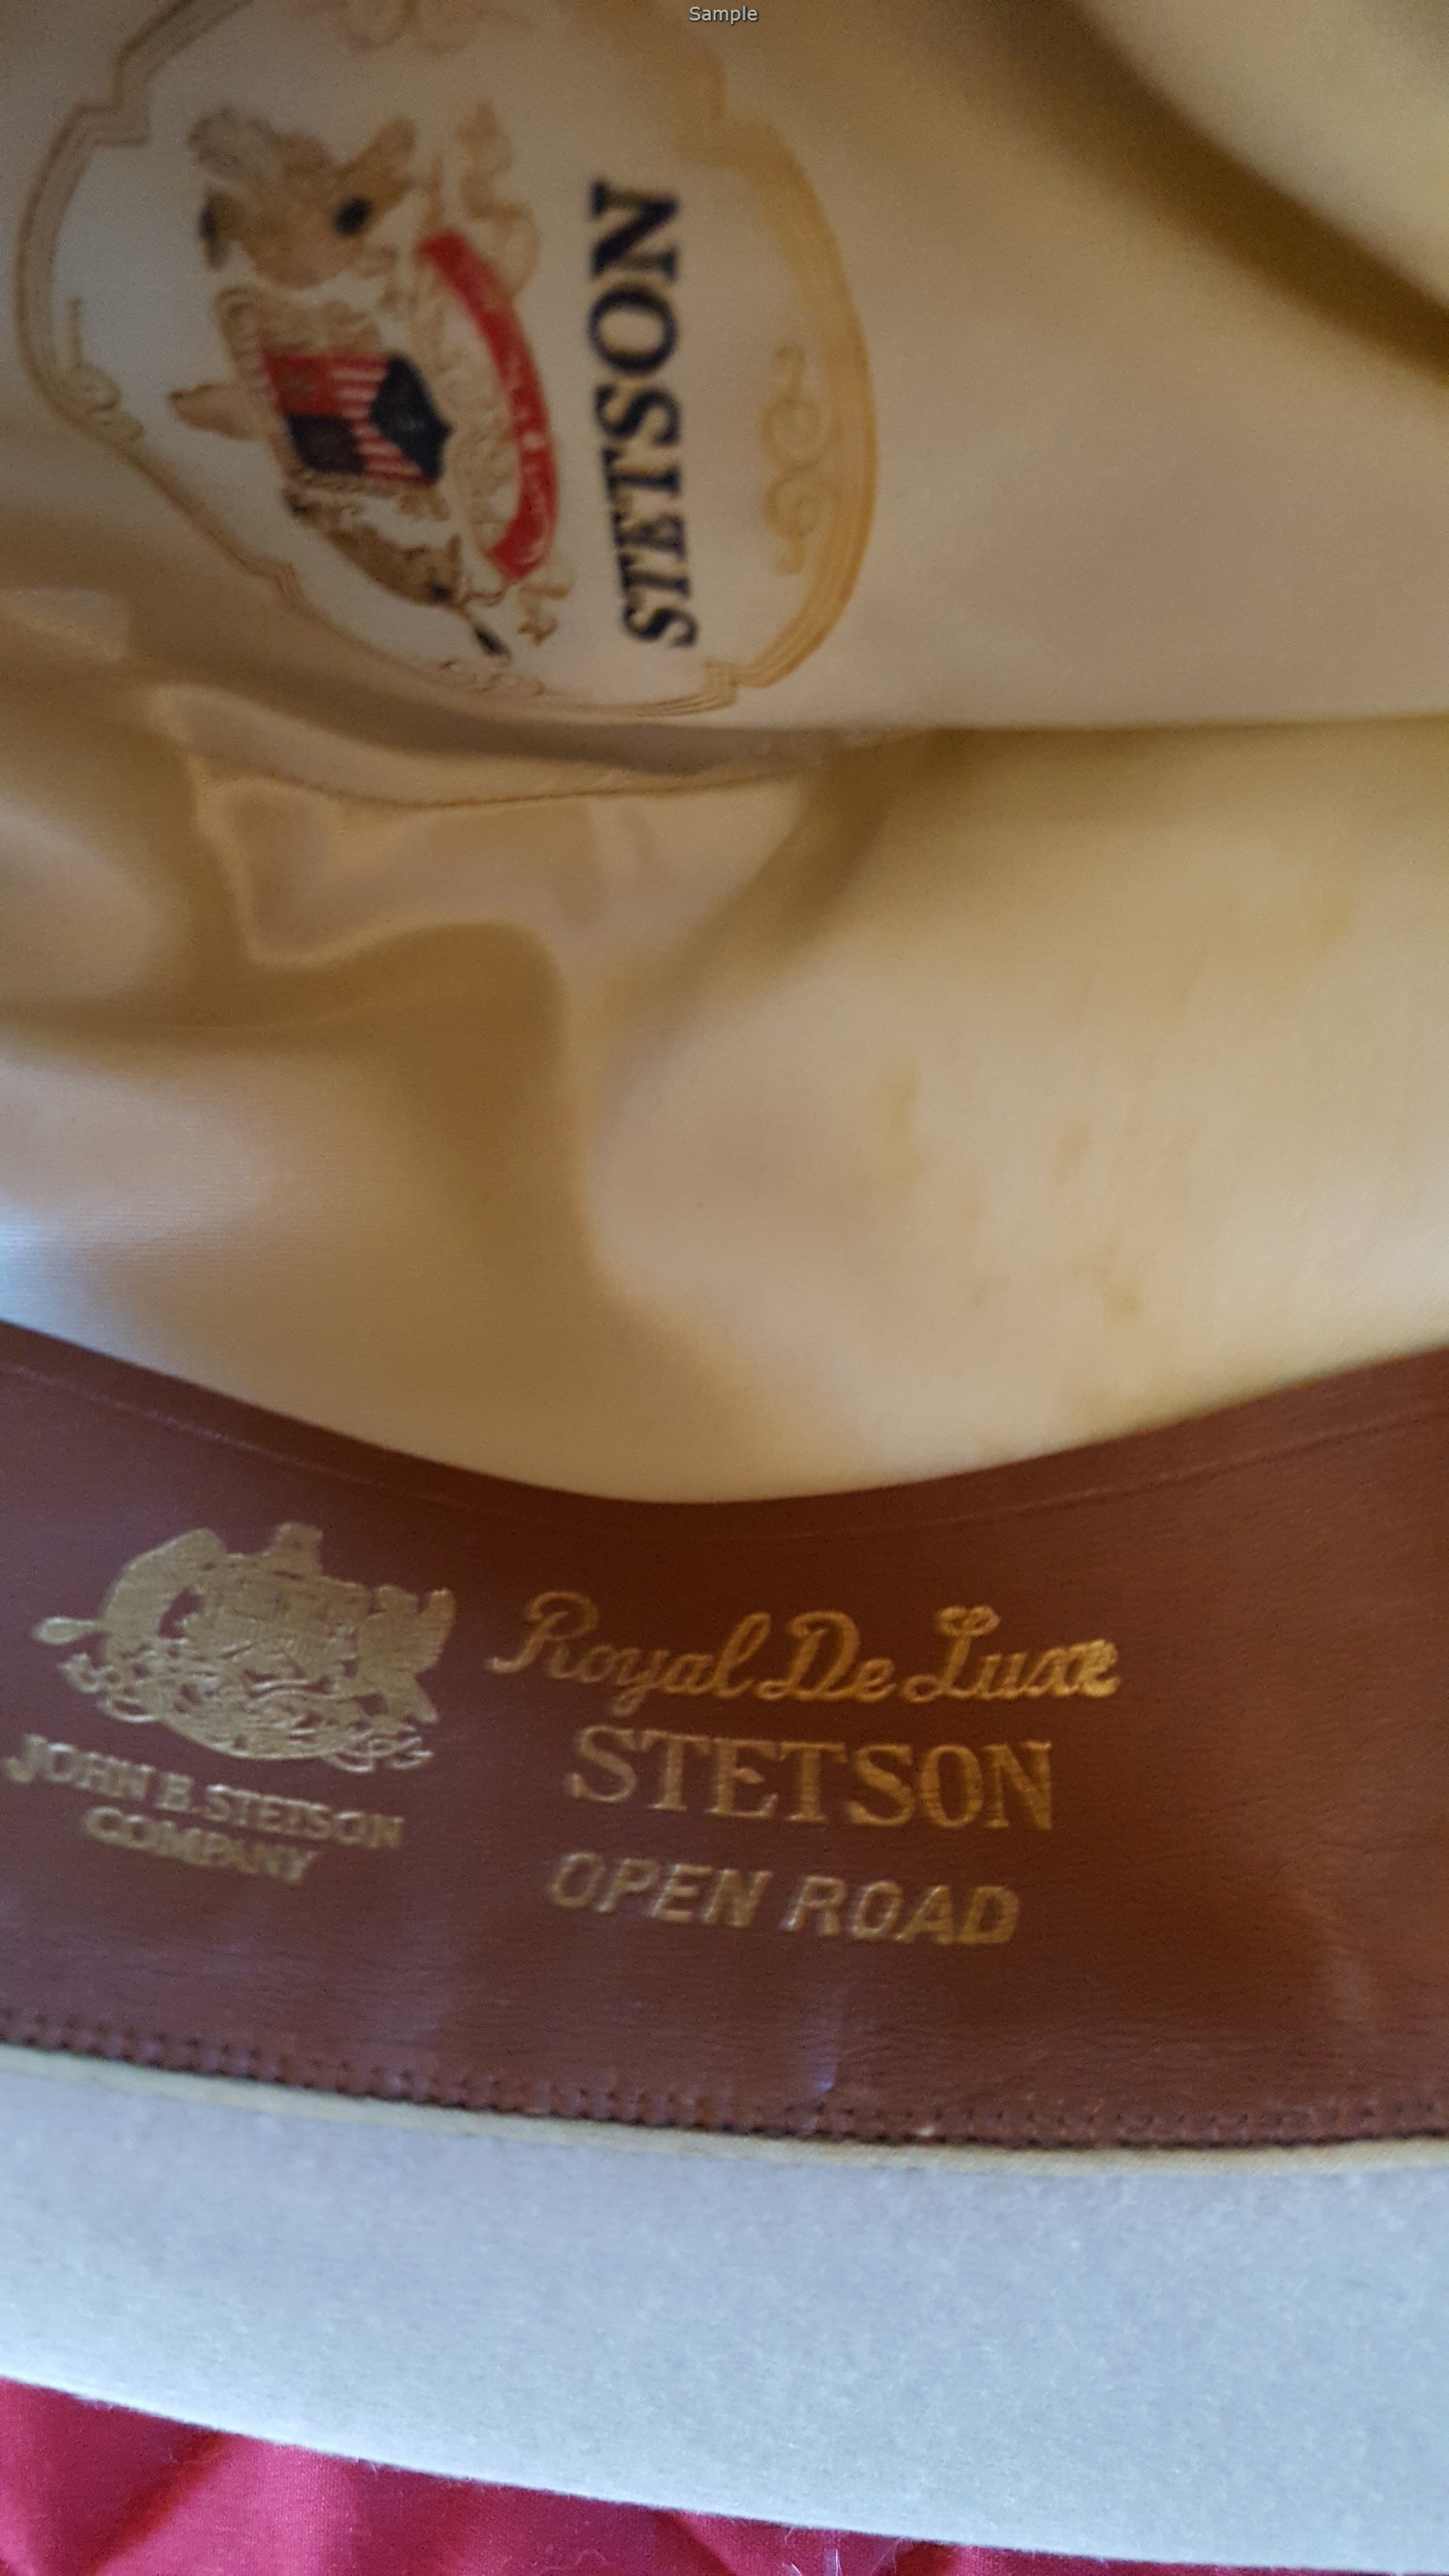 Sample
STETSON
Royal De Luxe
STETSON
OPEN ROAD
JOHN B. STETSON
COMPANY